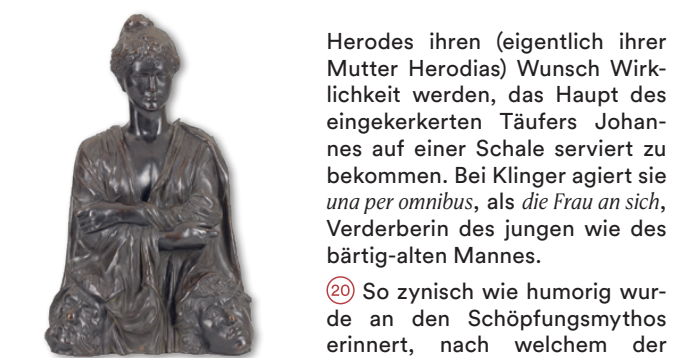 Herodes ihren (eigentlich ihrer
Mutter Herodias) Wunsch Wirk-
lichkeit werden, das Haupt des
eingekerkerten Täufers Johan-
nes auf einer Schale serviert zu
bekommen. Bei Klinger agiert sie
una per omnibus, als die Frau an sich,
Verderberin des jungen wie des
bärtig-alten Mannes.
20 So zynisch wie humorig wur-
de an den Schöpfungsmythos
erinnert, nach welchem der